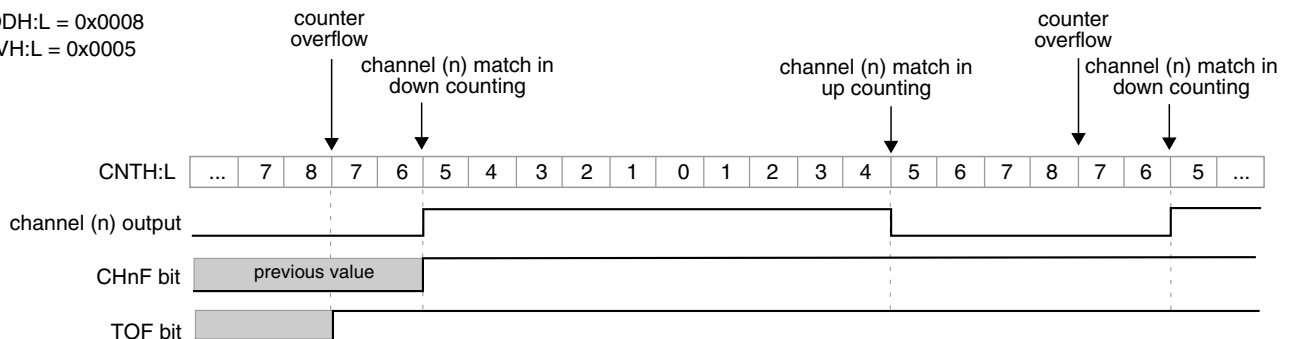 DH:L = 0x0008
VH:L = 0x0005
counter
overflow
channel (n) match in
down counting
channel (n) match in
up counting
counter
overflow
channel (n) match in
down counting
CNTH:L ... 7 8 7 6 5 4 3 2 1 0 1 2 3 4 5 6 7 8 7 6 5 ...
channel (n) output
CHnF bit previous value
TOF bit